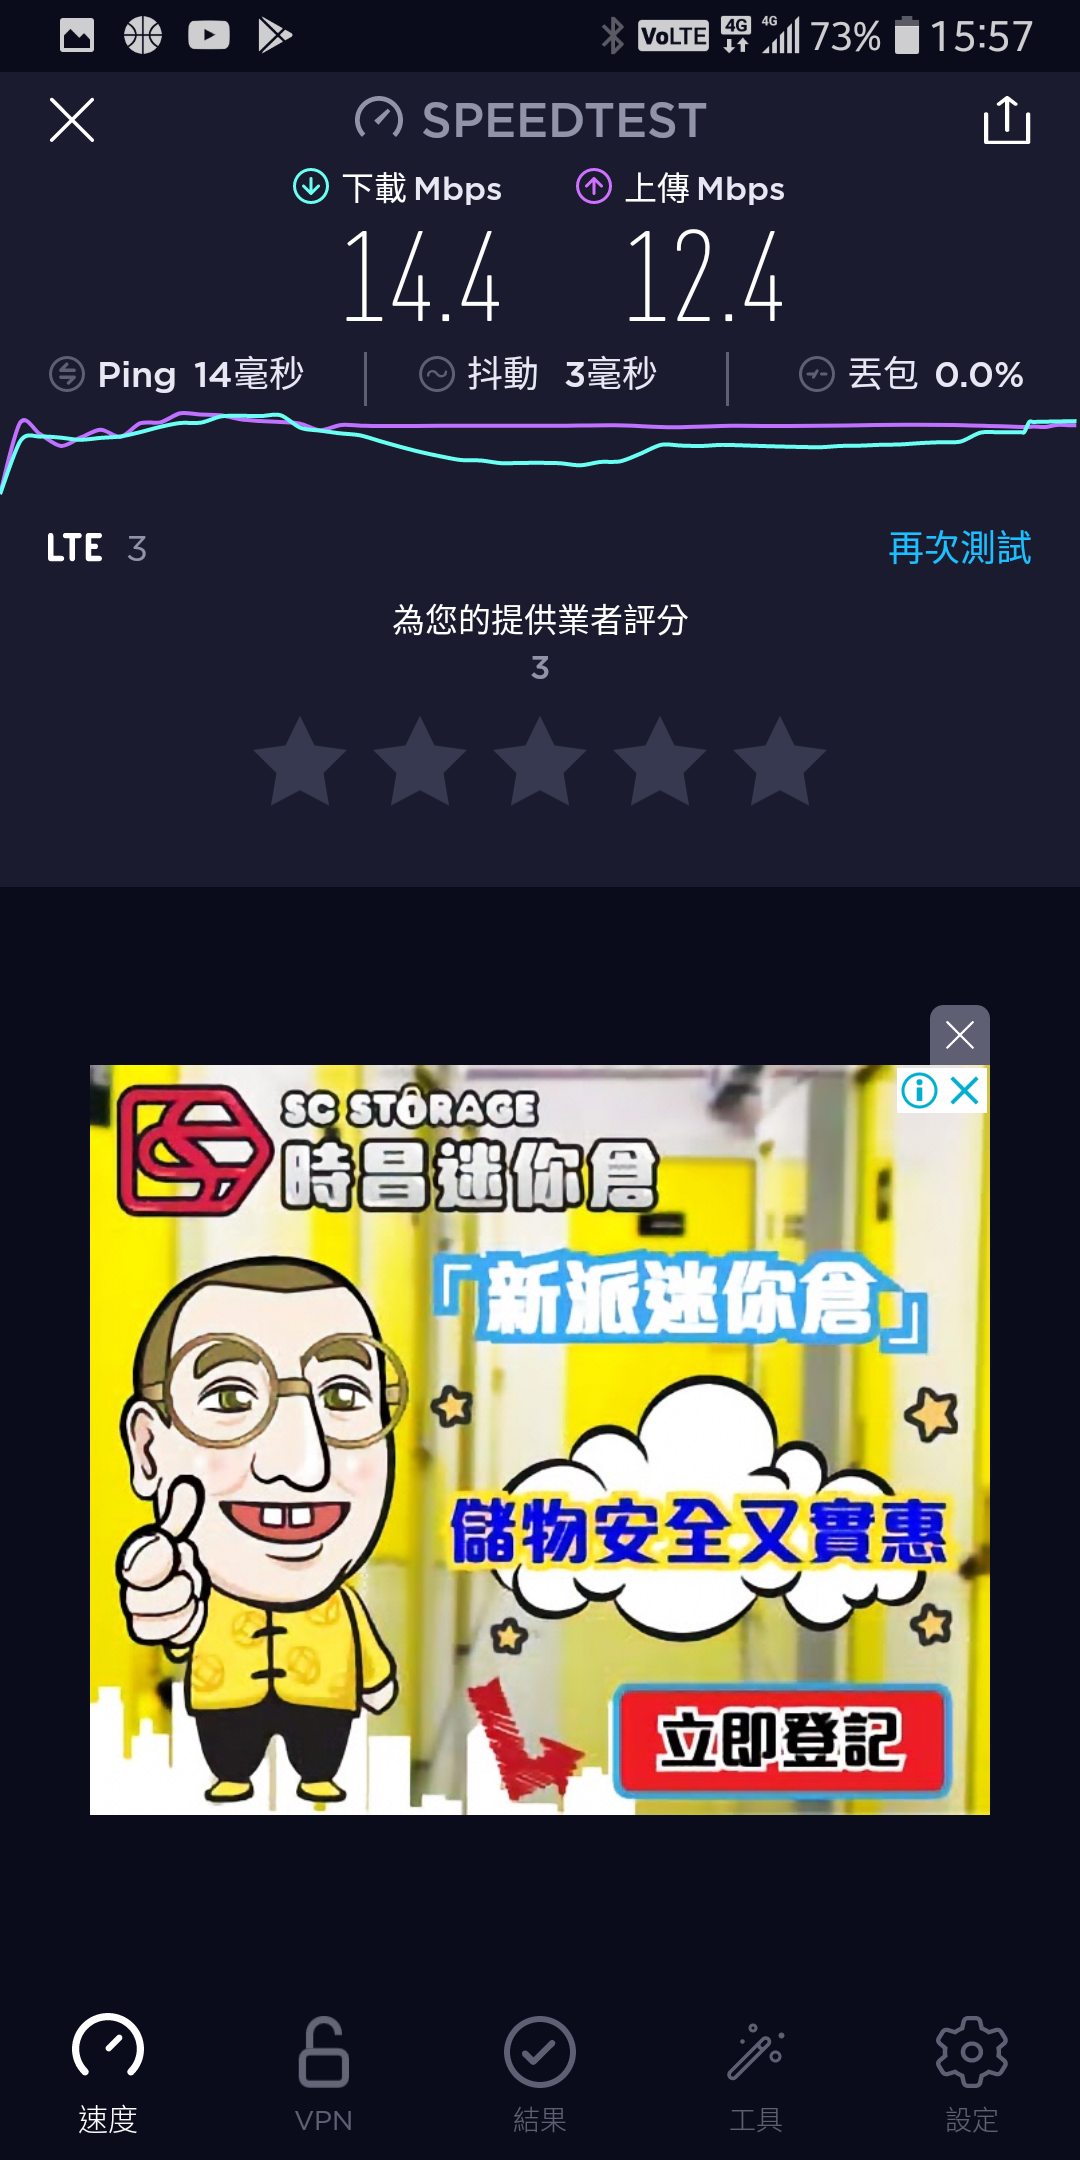 VoLTE 4G 4G 73% 15:57
SPEEDTEST
下載 Mbps 上傳 Mbps
14.4 12.4
Ping 14毫秒 抖動 3毫秒 丟包 0.0%
LTE 3 再次測試
為您的提供業者評分
3
SC STORAGE
時昌迷你倉
「新派迷你倉」
儲物安全又實惠
立即登記
速度 VPN 結果 工具 設定